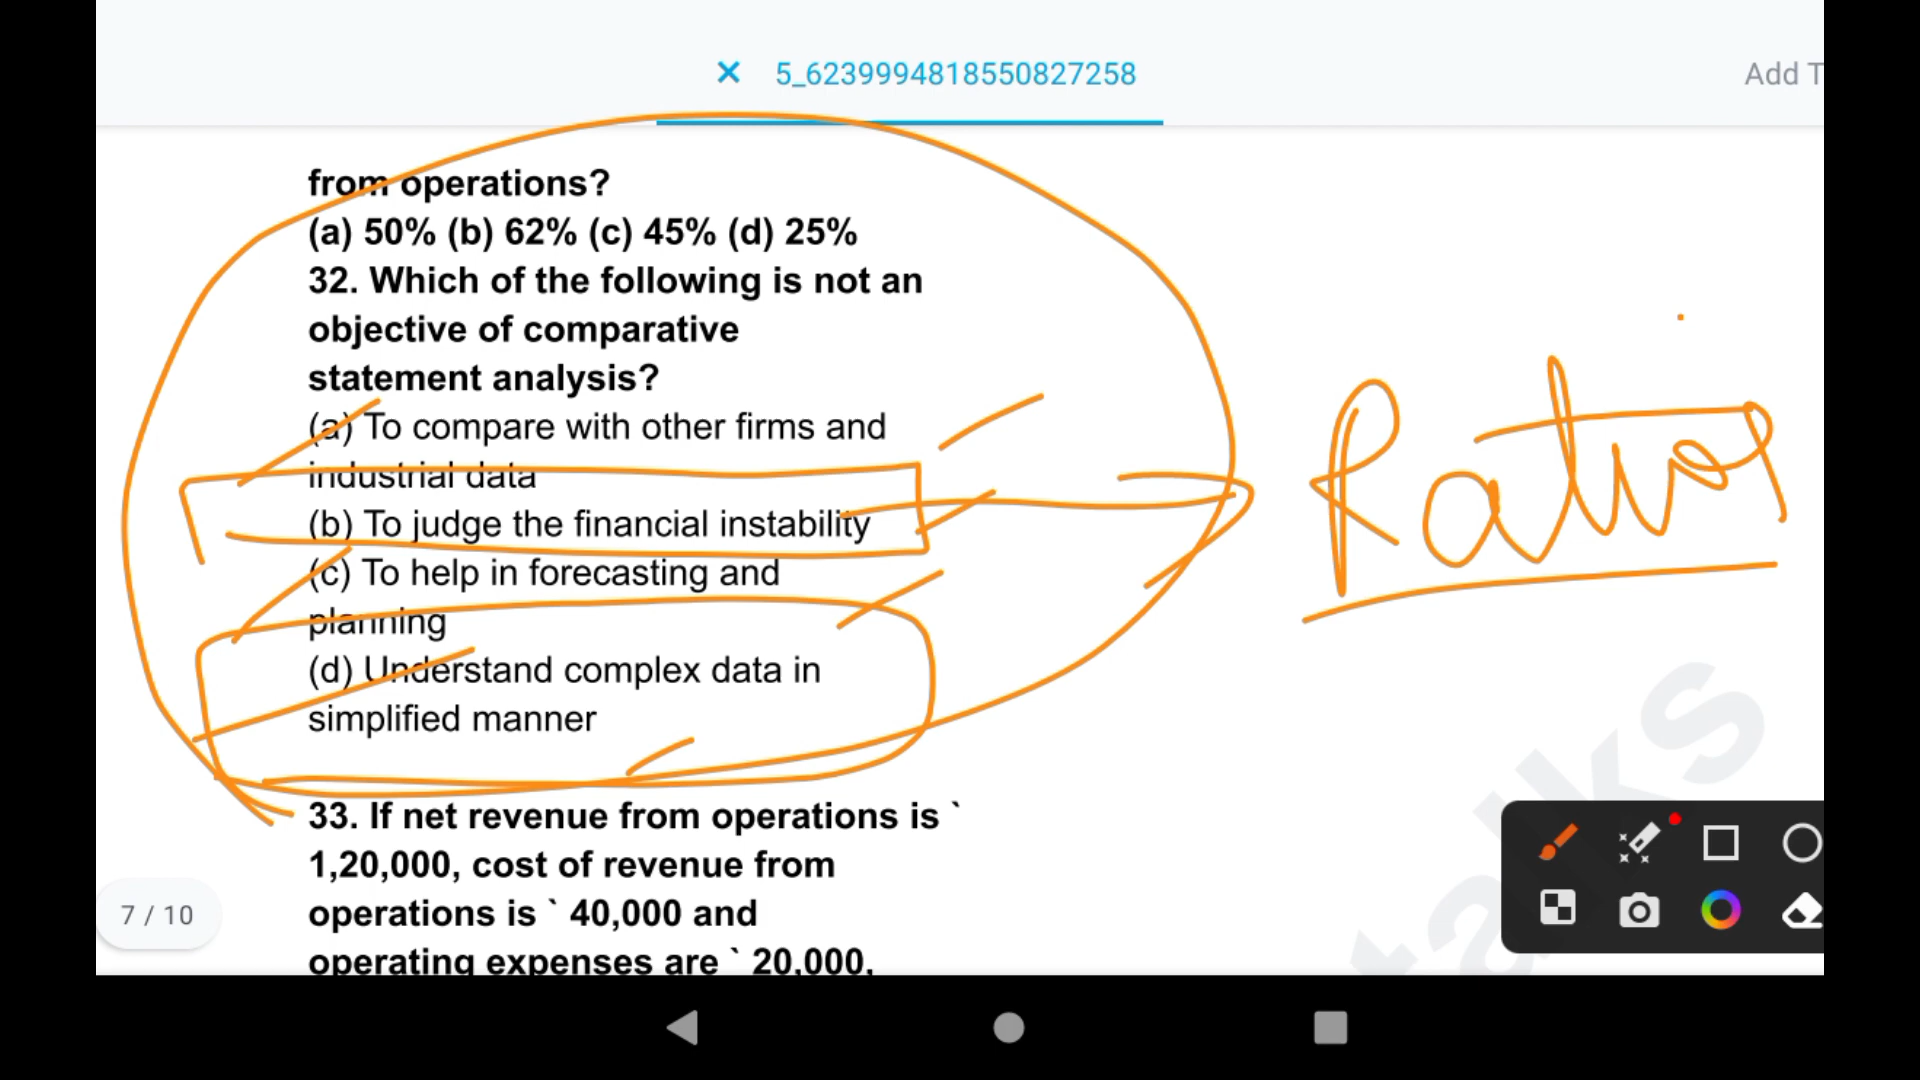 5_6239994818550827258
Add T
from operations?
(a) 50% (b) 62% (c) 45% (d) 25%
32. Which of the following is not an
objective of comparative
statement analysis?
(a) To compare with other firms and
industrial data
(b) To judge the financial instability
(c) To help in forecasting and
planning
(d) Understand complex data in
simplified manner
Ratios
33. If net revenue from operations is `
1,20,000, cost of revenue from
operations is ` 40,000 and
operating expenses are ` 20,000,
7 / 10
talks